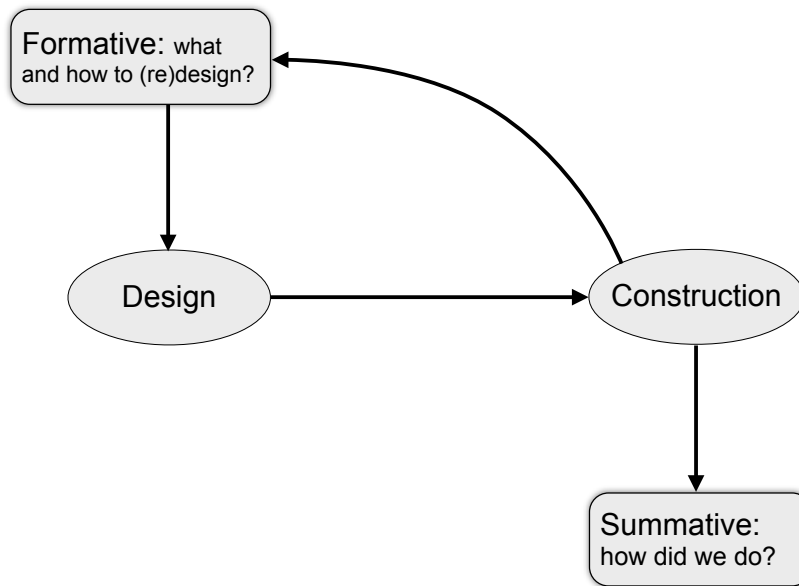 Formative: what
and how to (re)design?
Design
Construction
Summative:
how did we do?